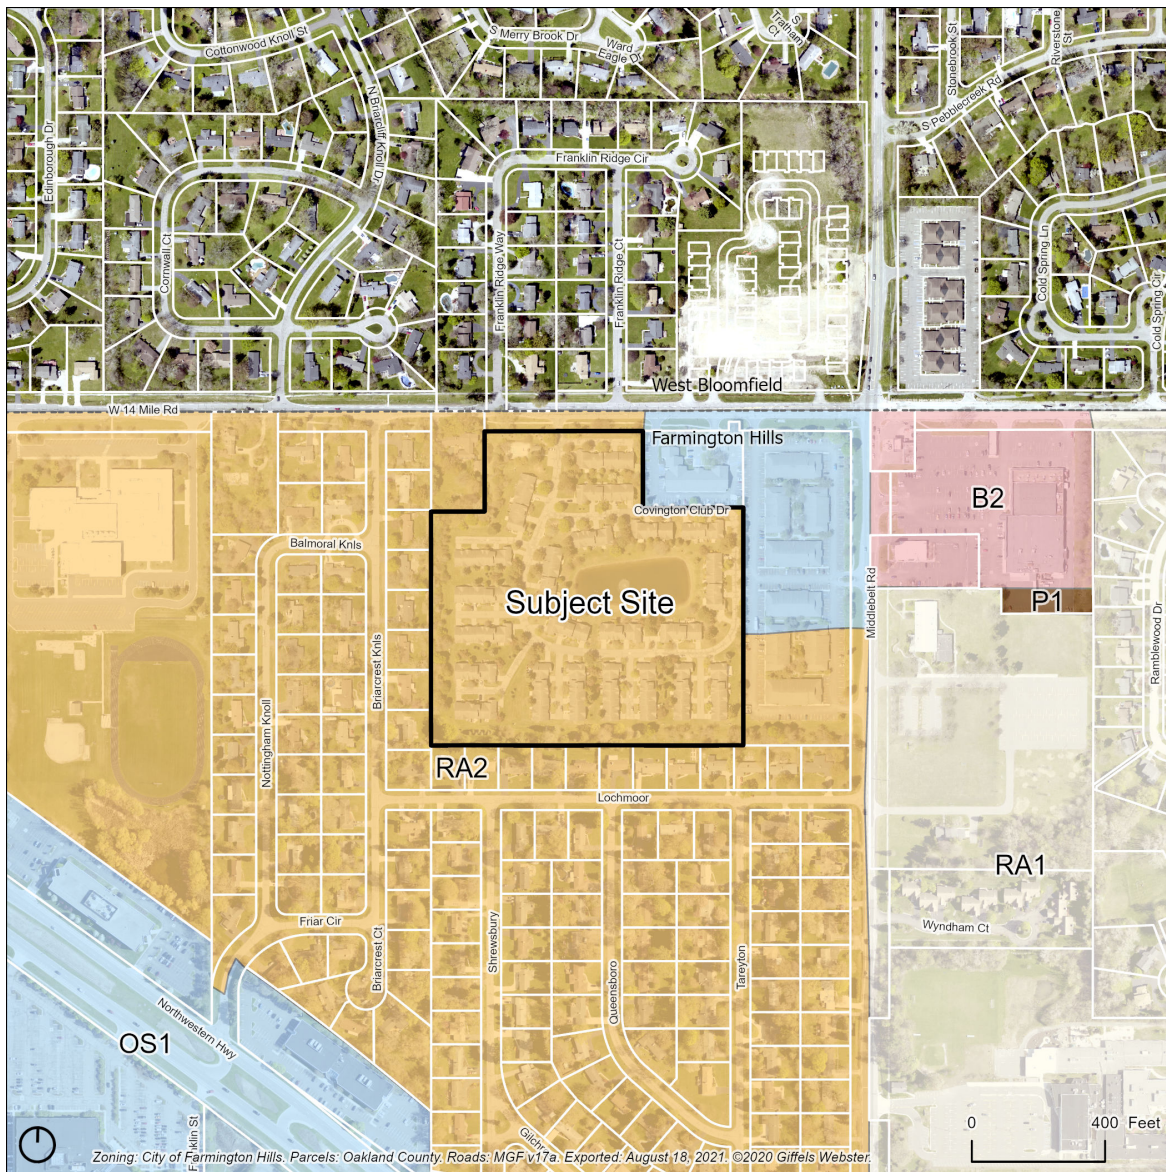 Cottonwood Knoll St
S Merry Brook Dr
Ward
Eagle Dr
S
Tratham
Ct
Stonebrook St
Riverstone
St
S Pebblecreek Rd
Edinborough Dr
N Briarcliff Knoll Dr
Franklin Ridge Cir
Cornwall Ct
Franklin Ridge Way
Franklin Ridge Ct
Cold Spring Ln
Cold Spring Cir
West Bloomfield
W 14 Mile Rd
Farmington Hills
B2
Covington Club Dr
Balmoral Knls
Subject Site
P1
Middlebelt Rd
Ramblewood Dr
Briarcrest Knls
Nottingham Knoll
RA2
Lochmoor
RA1
Friar Cir
Wyndham Ct
Briarcrest Ct
Shrewsbury
Queensboro
Tareyton
Northwestern Hwy
OS1
Franklin St
Gilchr
0 400 Feet
Zoning: City of Farmington Hills. Parcels: Oakland County. Roads: MGF v17a. Exported: August 18, 2021. ©2020 Giffels Webster.